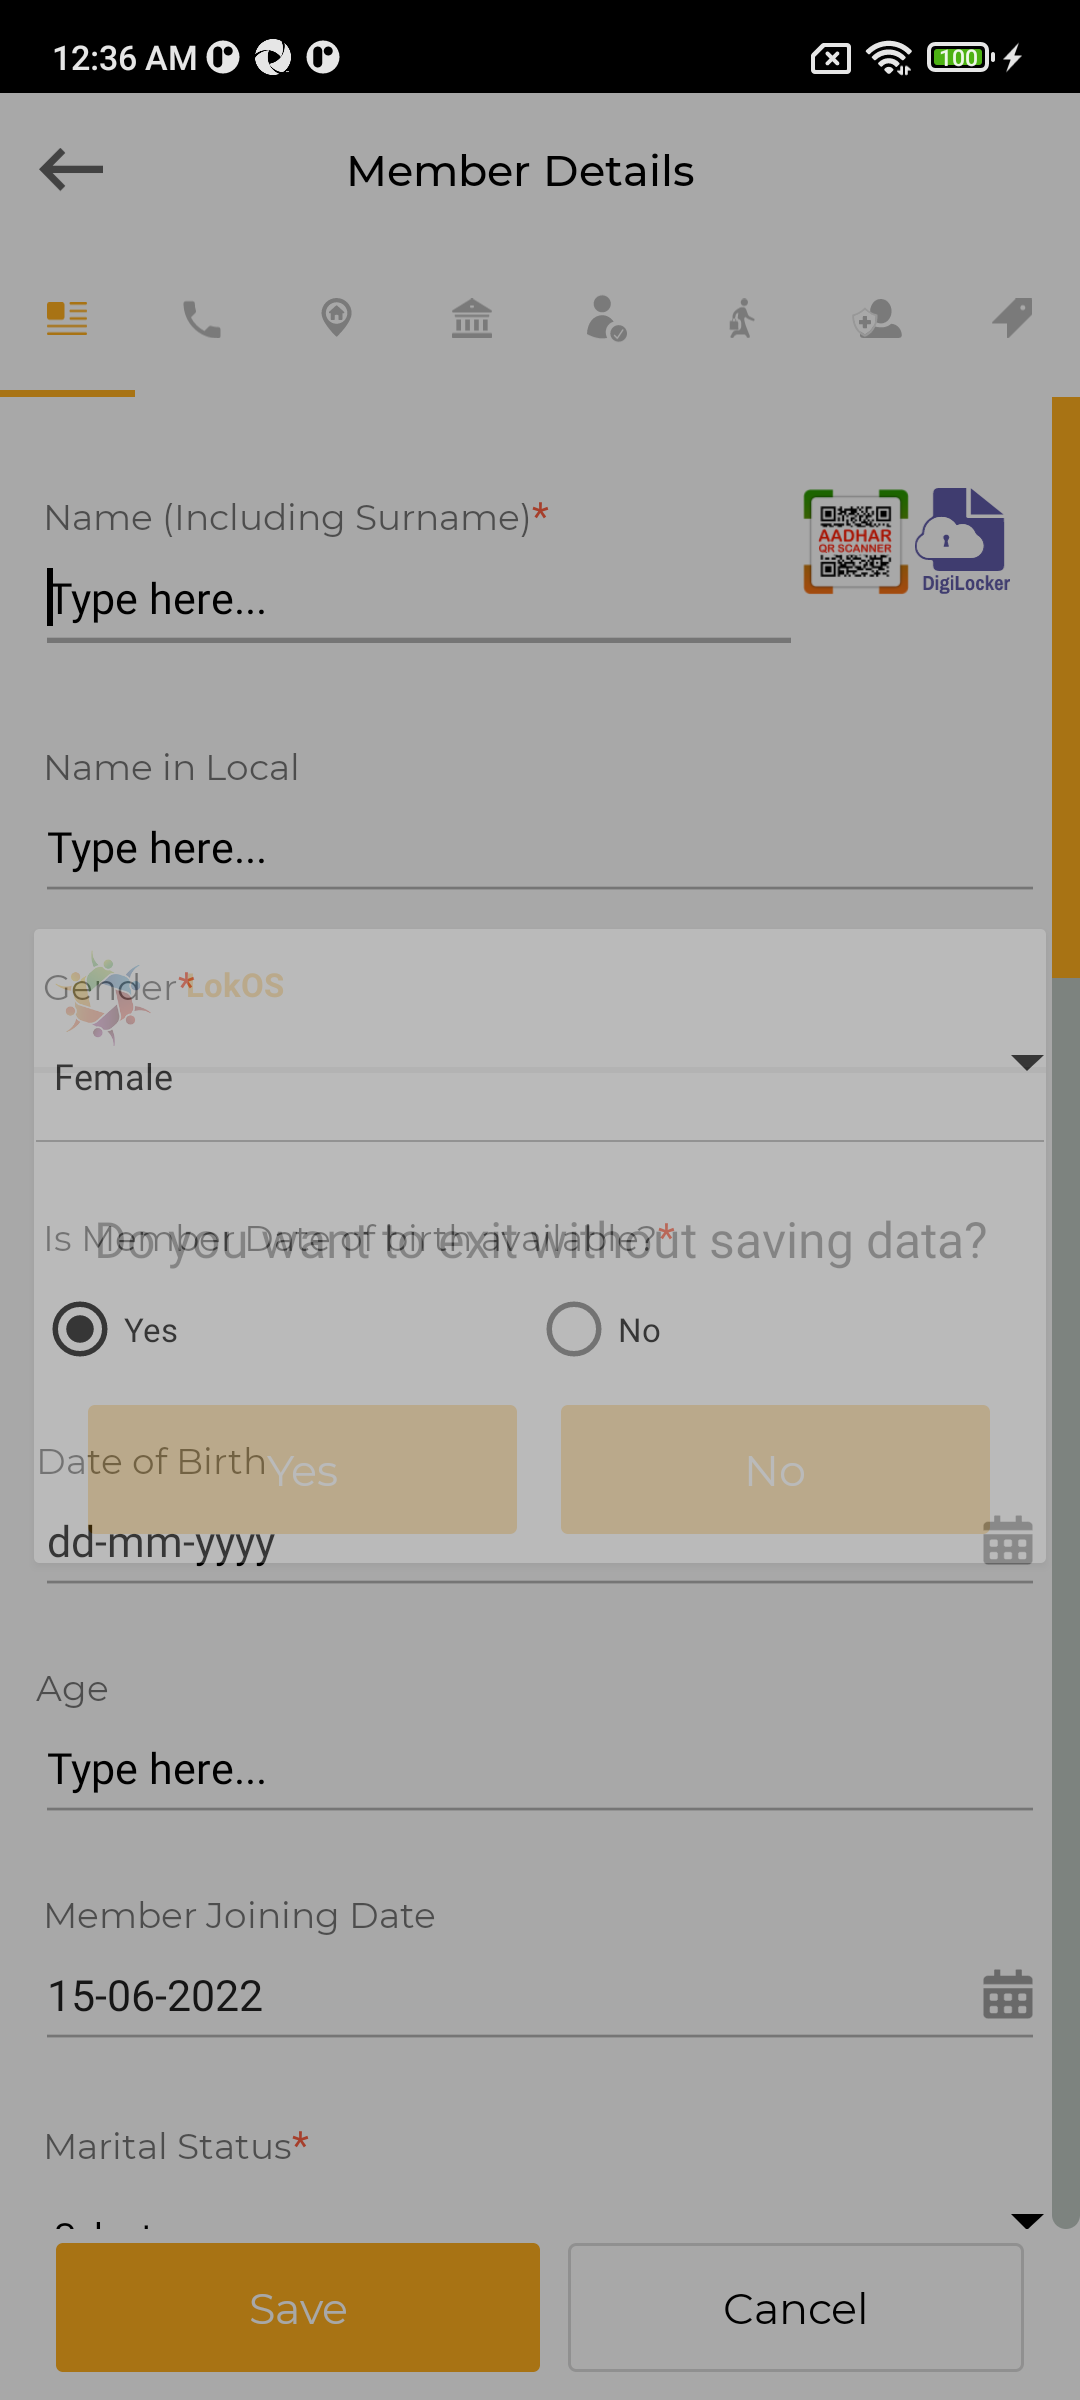 12:36 AM
100
Member Details
Name (Including Surname)*
AADHAR
QR SCANNER
DigiLocker
Type here...
Name in Local
Type here...
Gender*
LokOS
Female
Is Member Date of birth available?*
Do you want to exit without saving data?
Yes
No
Date of Birth
Yes
No
dd-mm-yyyy
Age
Type here...
Member Joining Date
15-06-2022
Marital Status*
Save
Cancel